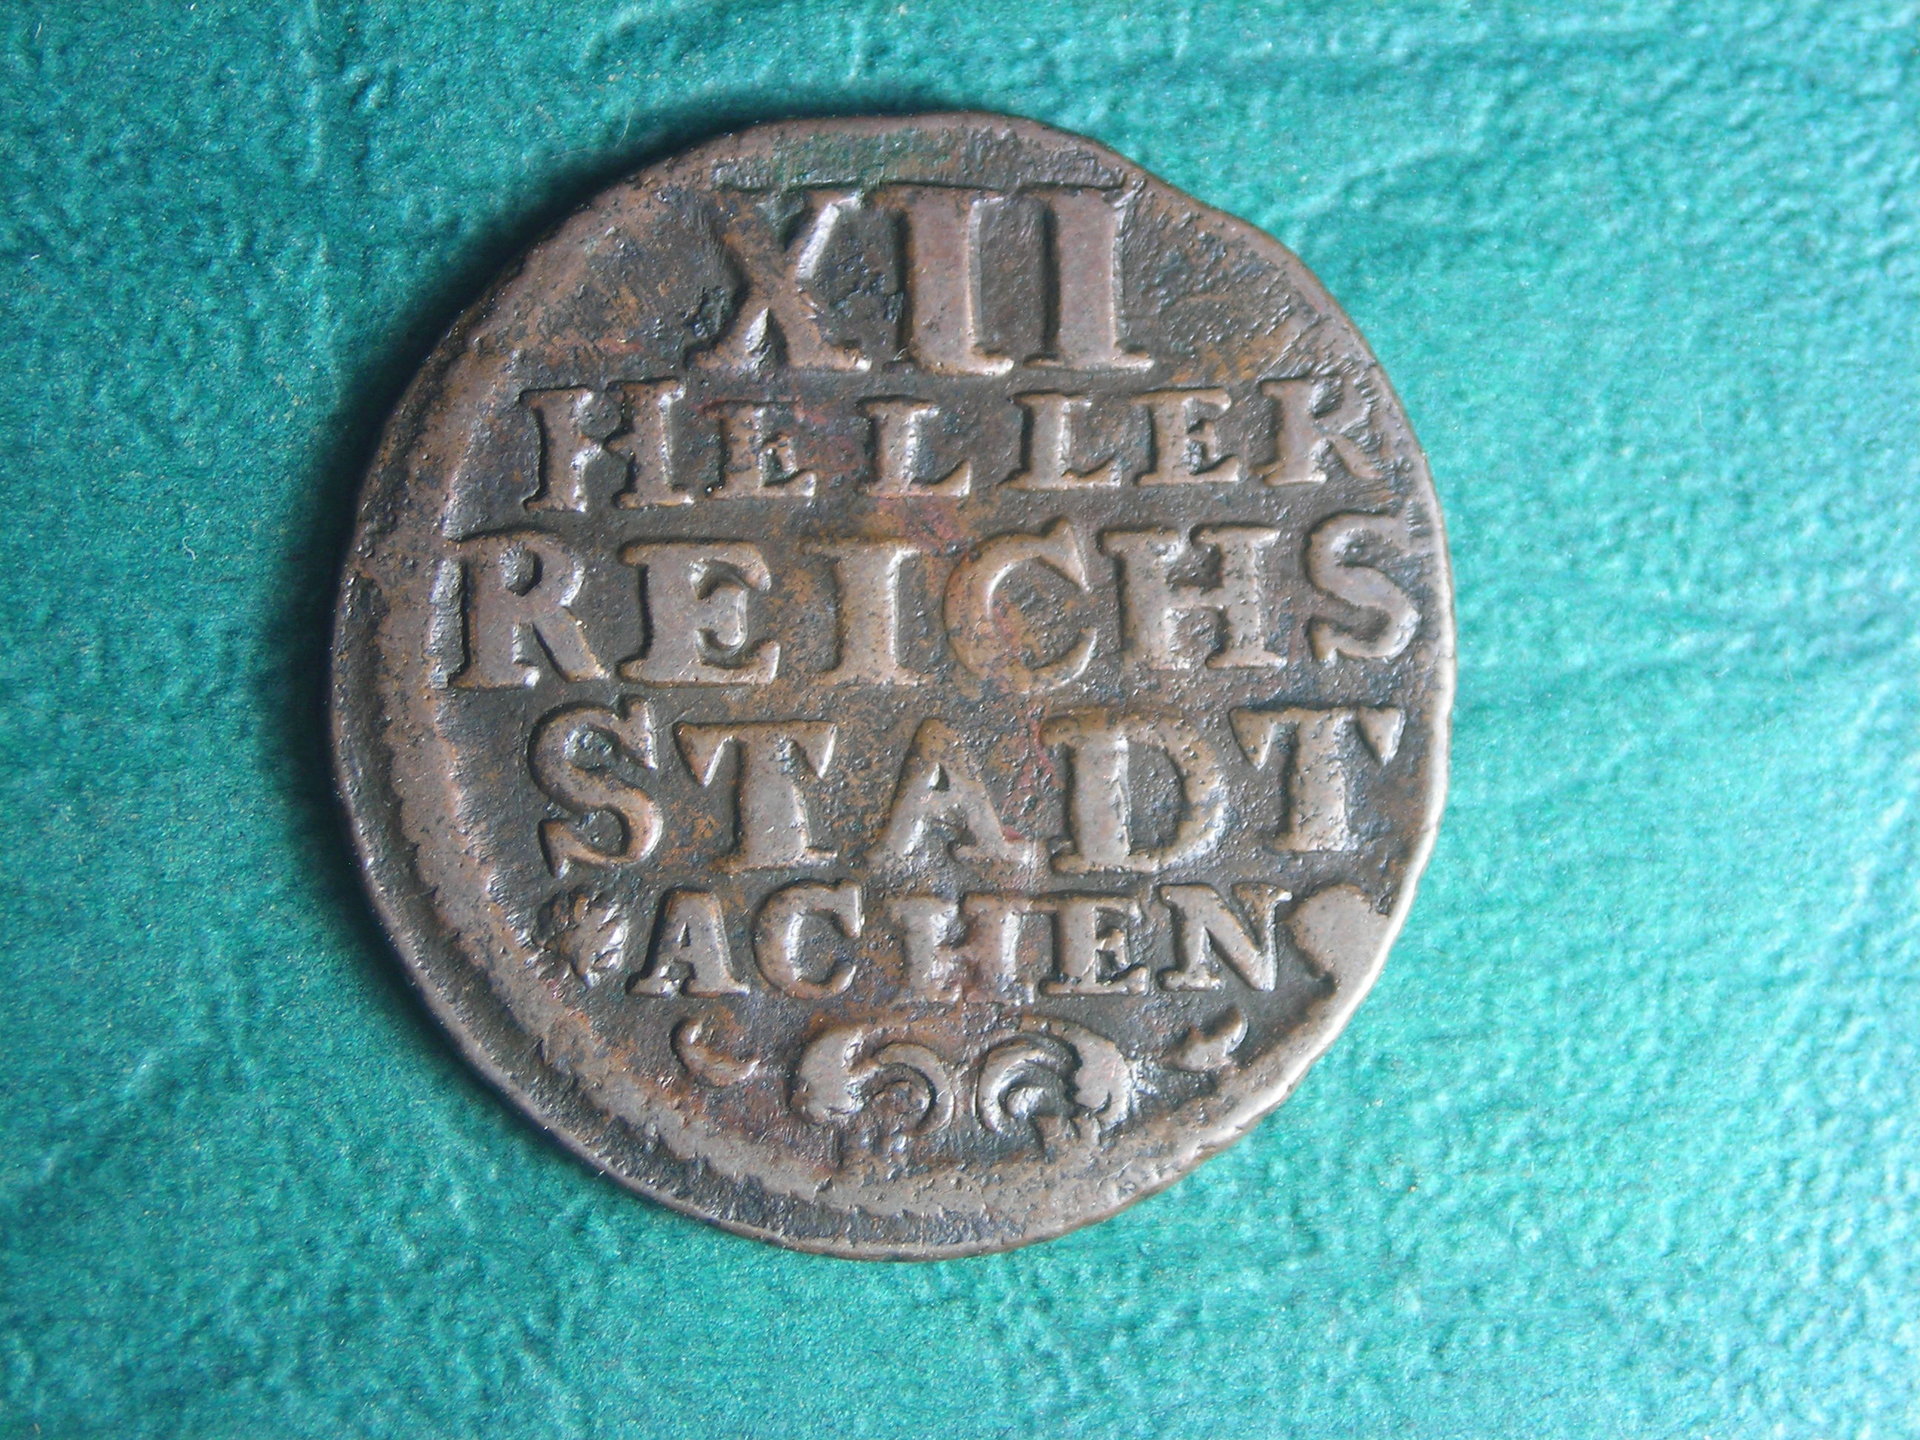 XII
HELLER
REICHS
STADT
ACHEN